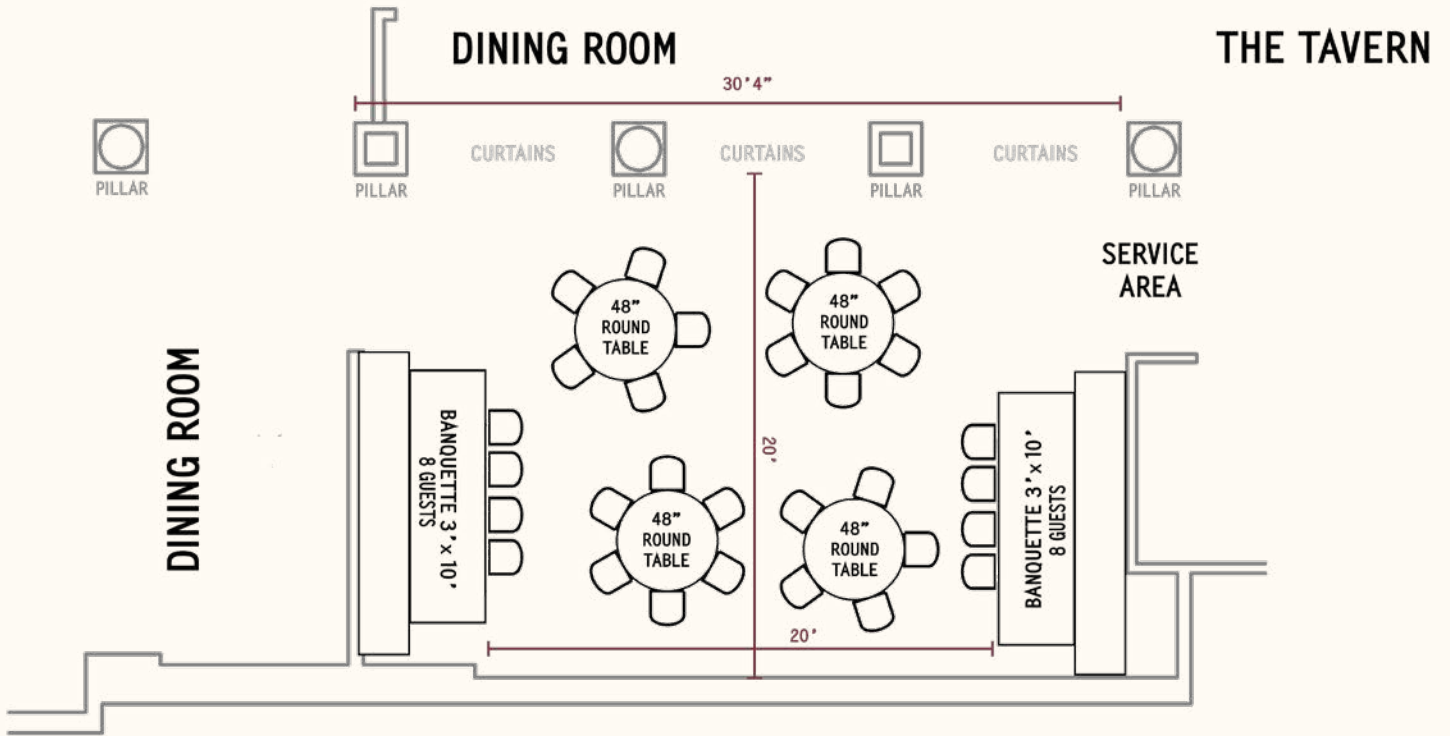 DINING ROOM
THE TAVERN
30'4"
CURTAINS
CURTAINS
CURTAINS
PILLAR
PILLAR
PILLAR
PILLAR
PILLAR
SERVICE
AREA
48"
ROUND
TABLE
48"
ROUND
TABLE
DINING ROOM
BANQUETTE 3'x 10'
8 GUESTS
20'
48"
ROUND
TABLE
48"
ROUND
TABLE
BANQUETTE 3'x 10'
8 GUESTS
20'